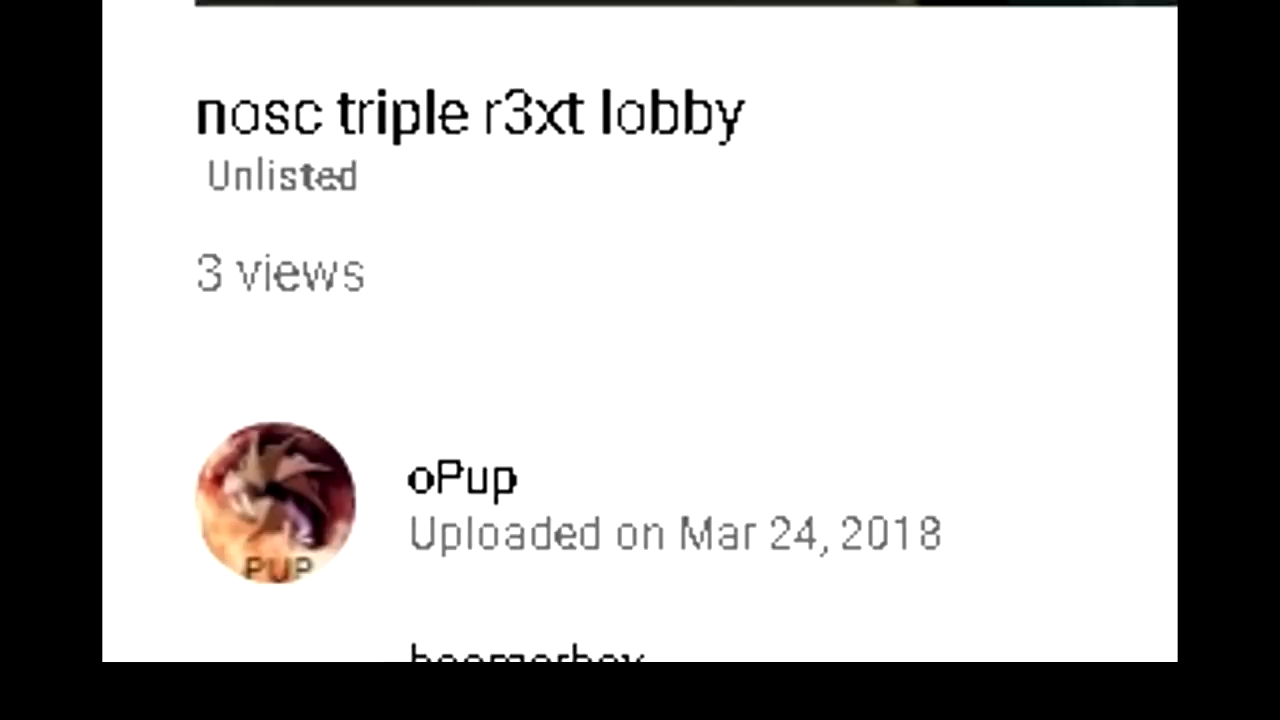 nosc triple r3xt lobby
Unlisted
3 views
PUP
oPup
Uploaded on Mar 24, 2018